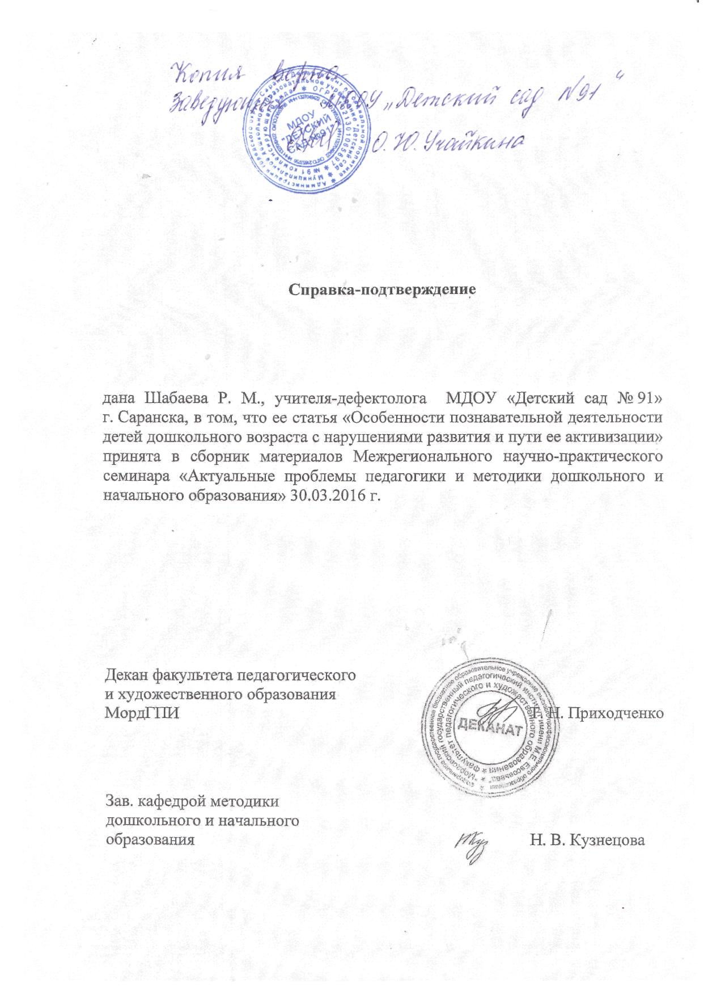 Копия верна
Заведующий МДОУ „Детский сад №91"
О. Ю. Учайкина
МДОУ
"ДЕТСКИЙ
САД №91"
Справка-подтверждение
дана Шабаева Р. М., учителя-дефектолога МДОУ «Детский сад № 91»
г. Саранска, в том, что ее статья «Особенности познавательной деятельности
детей дошкольного возраста с нарушениями развития и пути ее активизации»
принята в сборник материалов Межрегионального научно-практического
семинара «Актуальные проблемы педагогики и методики дошкольного и
начального образования» 30.03.2016 г.
Декан факультета педагогического
и художественного образования
МордГПИ Т. Н. Приходченко
ДЕКАНАТ
Зав. кафедрой методики
дошкольного и начального
образования Н. В. Кузнецова